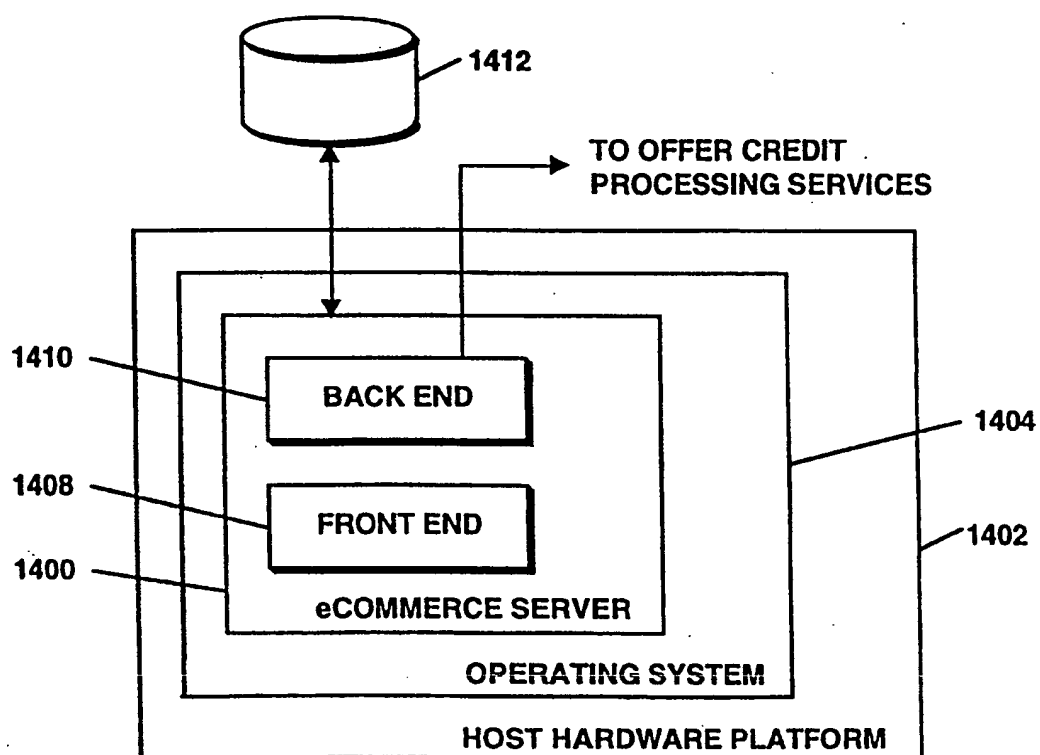 1412
TO OFFER CREDIT
PROCESSING SERVICES
1410
BACK END
1404
1408
FRONT END
1402
1400
eCOMMERCE SERVER
OPERATING SYSTEM
HOST HARDWARE PLATFORM